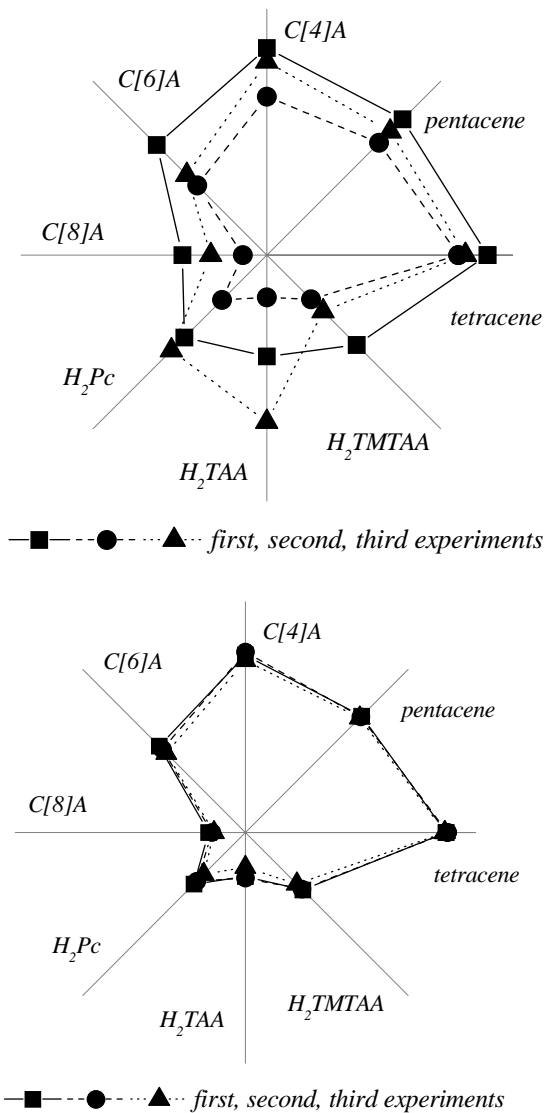 C[4]A
C[6]A
pentacene
C[8]A
tetracene
H₂Pc
H₂TMTAA
H₂TAA
first, second, third experiments
C[4]A
C[6]A
pentacene
C[8]A
tetracene
H₂Pc
H₂TMTAA
H₂TAA
first, second, third experiments